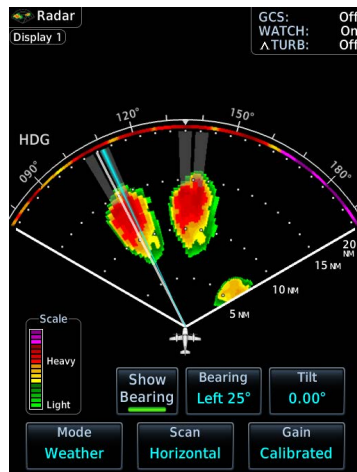 Radar
Display 1
GCS: Off
WATCH: On
TURB: Off
HDG
090°
120°
150°
180°
20 NM
15 NM
10 NM
5 NM
Scale
Heavy
Light
Show Bearing
Bearing
Left 25°
Tilt
0.00°
Mode
Weather
Scan
Horizontal
Gain
Calibrated